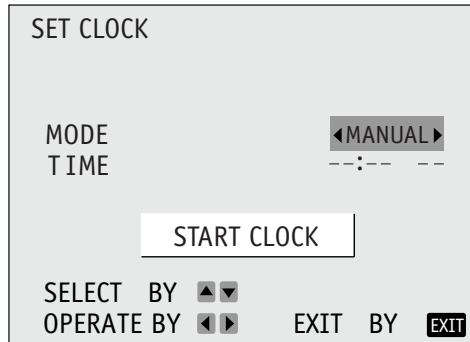 SET CLOCK
MODE ◀MANUAL▶
TIME --:-- --
START CLOCK
SELECT BY ▲▼
OPERATE BY ◀▶ EXIT BY EXIT